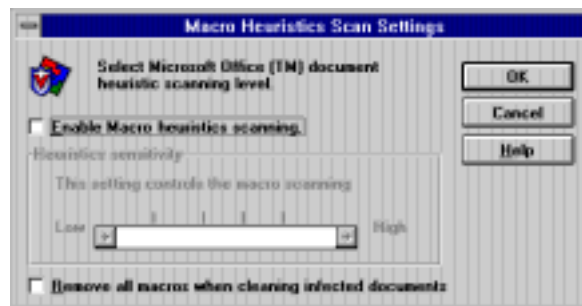 Macro Heuristics Scan Settings
Select Microsoft Office (TM) document
heuristic scanning level.
OK
Cancel
Help
Enable Macro heuristics scanning.
Heuristics sensitivity
This setting controls the macro scanning
Low
High
Remove all macros when cleaning infected documents